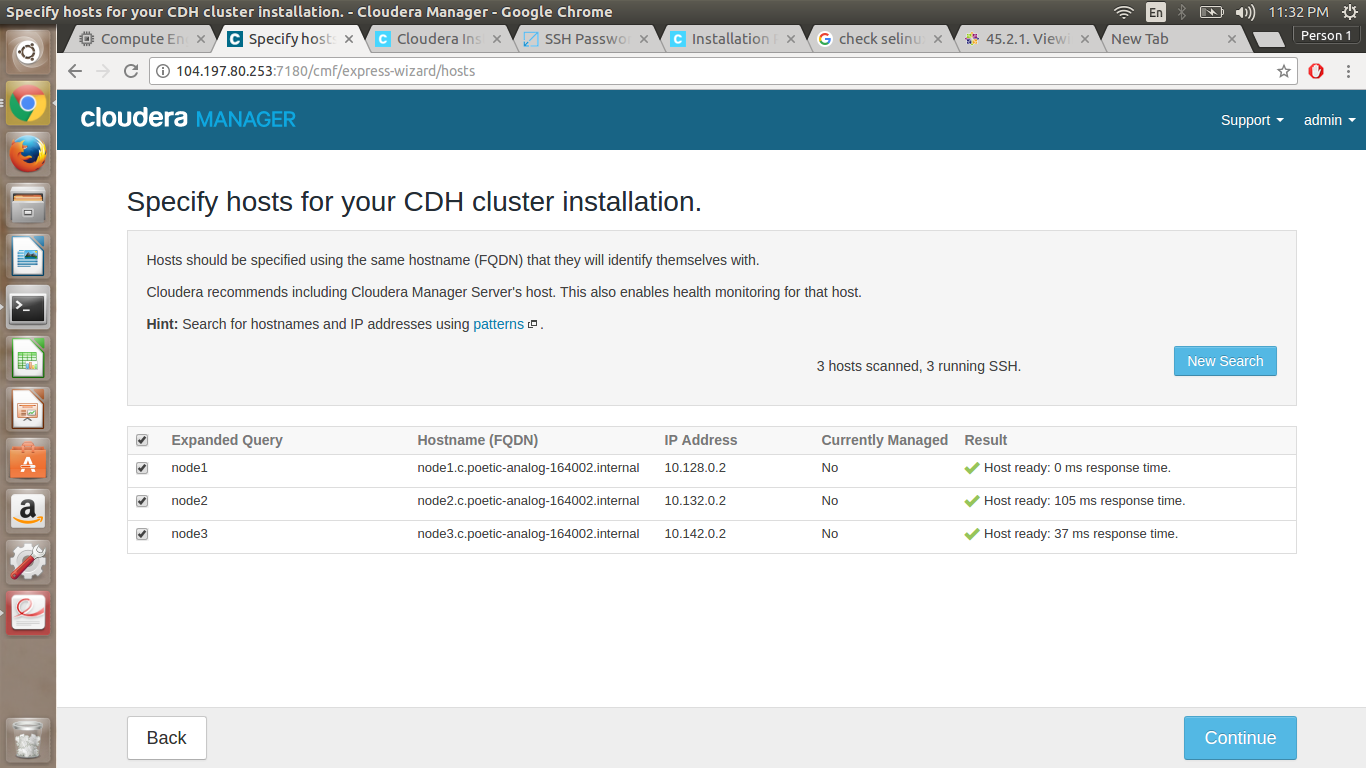 Specify hosts for your CDH cluster installation. - Cloudera Manager - Google Chrome
En
11:32 PM
Compute En
Specify host
Cloudera Ins
SSH Passwo
Installation
check selinu
45.2.1. Viewi
New Tab
Person 1
104.197.80.253:7180/cmf/express-wizard/hosts
cloudera MANAGER
Support
admin
Specify hosts for your CDH cluster installation.
Hosts should be specified using the same hostname (FQDN) that they will identify themselves with.
Cloudera recommends including Cloudera Manager Server's host. This also enables health monitoring for that host.
Hint: Search for hostnames and IP addresses using patterns .
3 hosts scanned, 3 running SSH.
New Search
Expanded Query Hostname (FQDN) IP Address Currently Managed Result
node1 node1.c.poetic-analog-164002.internal 10.128.0.2 No Host ready: 0 ms response time.
node2 node2.c.poetic-analog-164002.internal 10.132.0.2 No Host ready: 105 ms response time.
node3 node3.c.poetic-analog-164002.internal 10.142.0.2 No Host ready: 37 ms response time.
Back
Continue